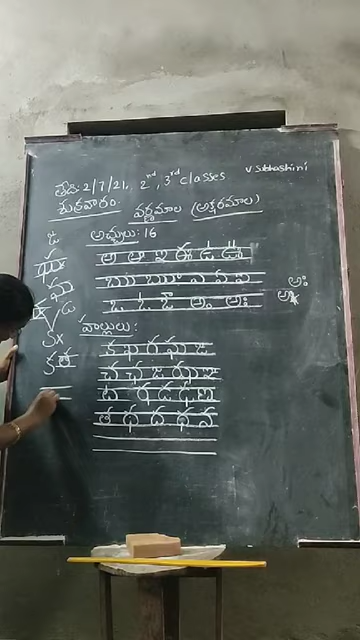 తేది: 2/7/21, 2nd, 3rd classes
V Subhashini
శుక్రవారం. వర్ణమాల (అక్షరమాల)
అచ్చులు: 16
అ ఆ ఇ ఈ ఉ ఊ
ఋ ౠ ఎ ఏ ఐ
ఒ ఓ ఔ అం అః
అః
హల్లులు:
క ఖ గ ఘ ఙ
చ ఛ జ ఝ ఞ
ట ఠ డ ఢ ణ
త థ ద ధ న